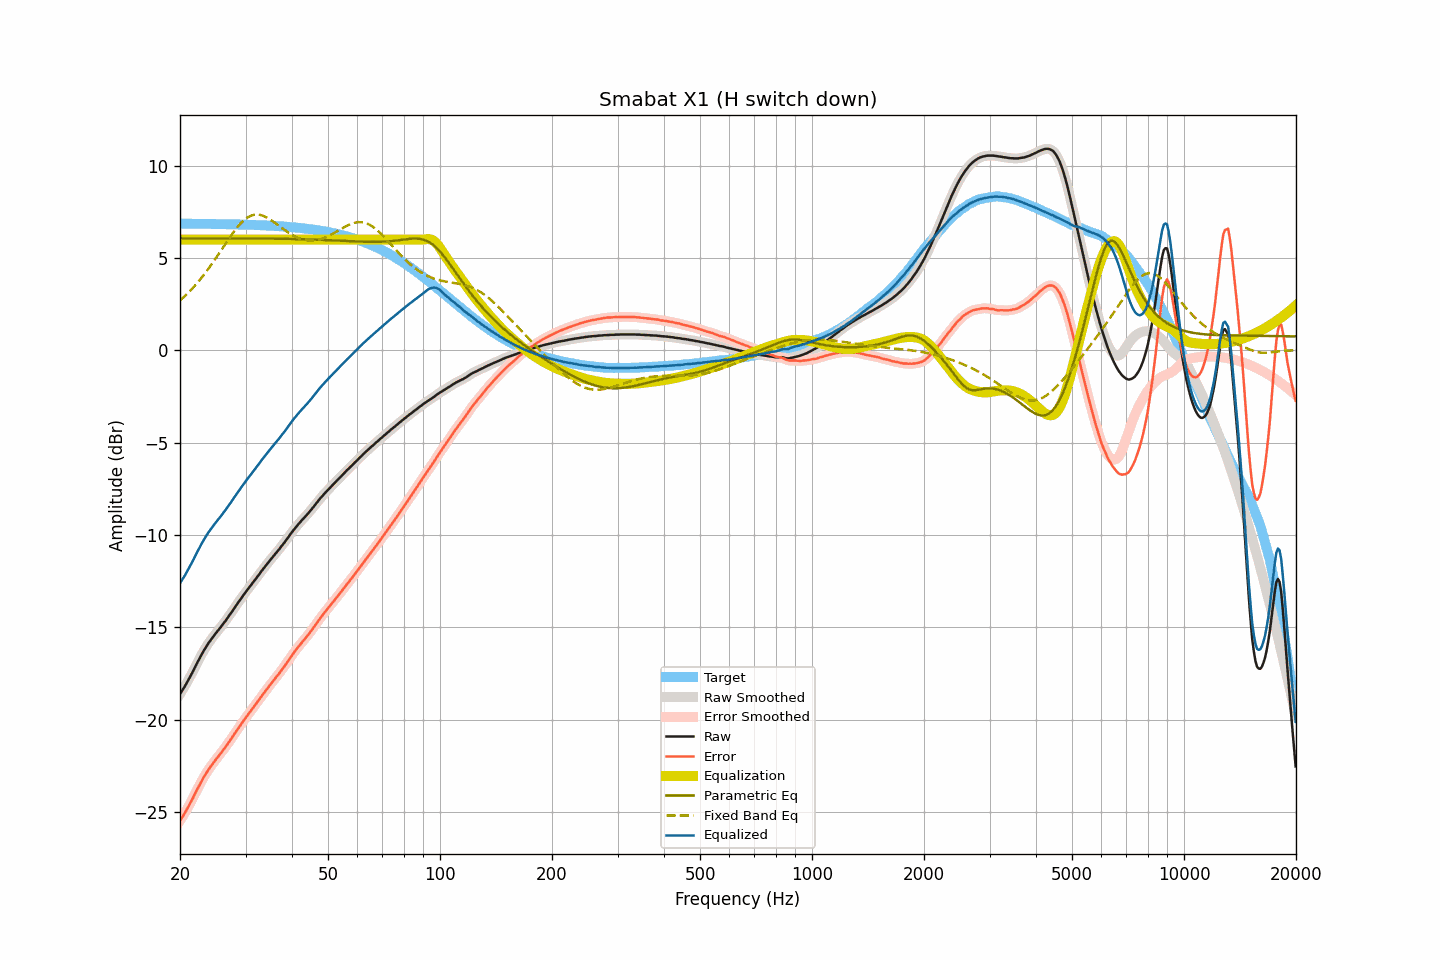 Smabat X1 (H switch down)
10
5
0
−5
−10
−15
−20
−25
Amplitude (dBr)
Target
Raw Smoothed
Error Smoothed
Raw
Error
Equalization
Parametric Eq
Fixed Band Eq
Equalized
20 50 100 200 500 1000 2000 5000 10000 20000
Frequency (Hz)